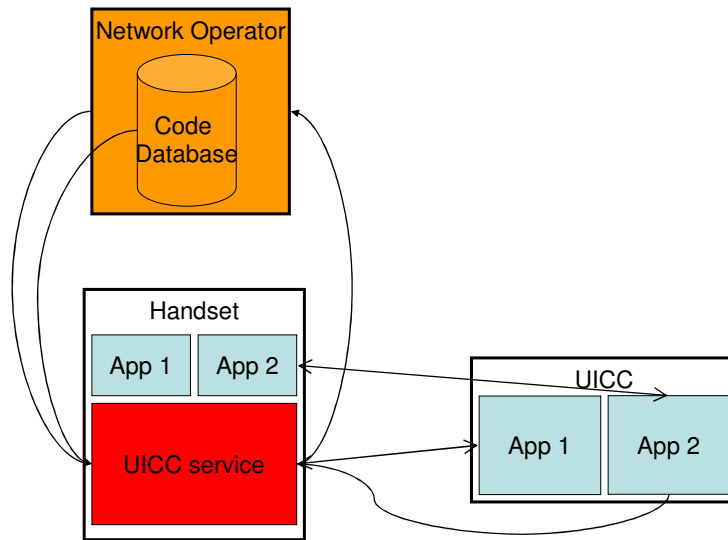 Network Operator
Code
Database
Handset
App 1
App 2
UICC service
UICC
App 1
App 2